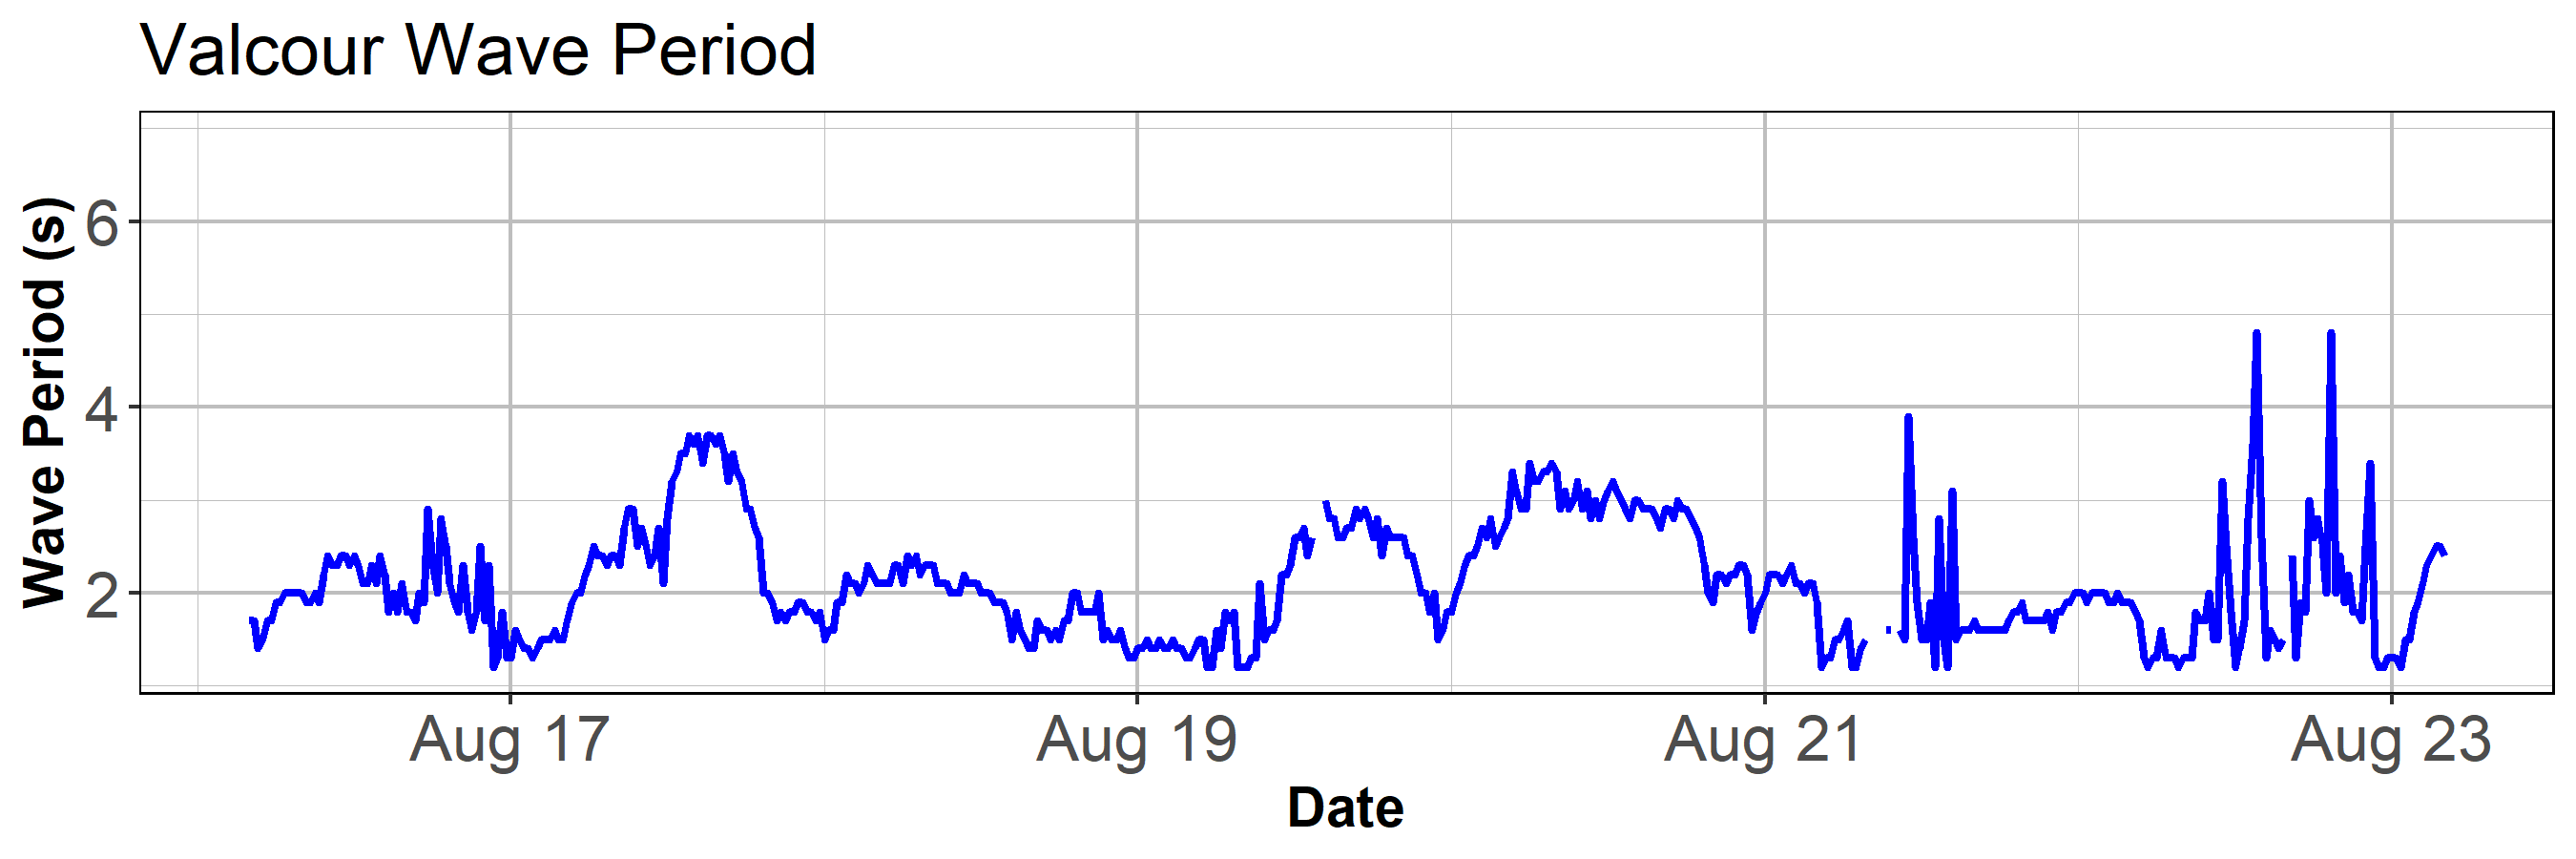 Valcour Wave Period
Wave Period (s)
6
4
2
Aug 17
Aug 19
Aug 21
Aug 23
Date